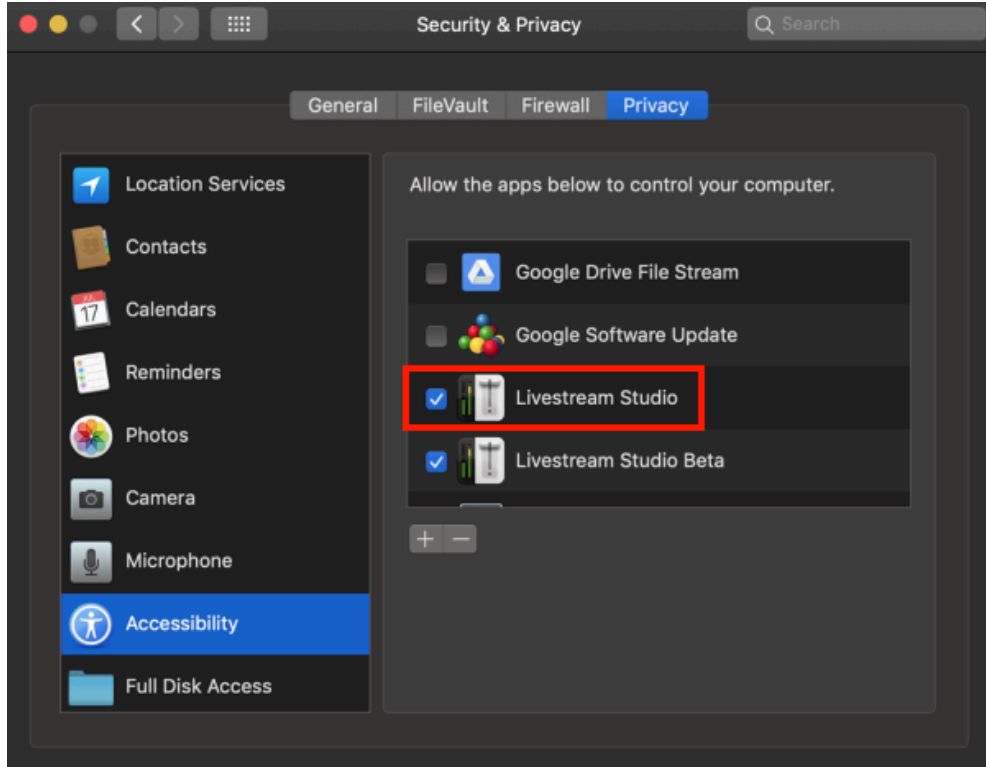 Security & Privacy
Search
General FileVault Firewall Privacy
Location Services
Contacts
JUL
17
Calendars
Reminders
Photos
Camera
Microphone
Accessibility
Full Disk Access
Allow the apps below to control your computer.
Google Drive File Stream
Google Software Update
Livestream Studio
Livestream Studio Beta